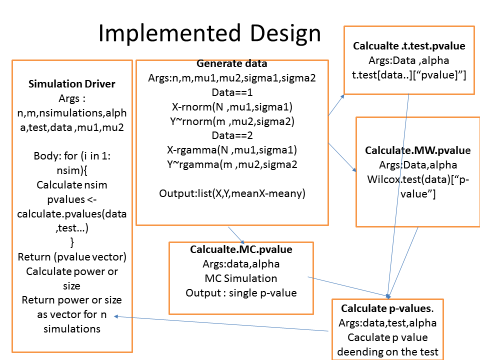 Implemented Design
Simulation Driver
Args :
n,m,nsimulations,alph
a,test,data ,mu1,mu2
Body: for (i in 1:
nsim){
Calculate nsim
pvalues <-
calculate.pvalues(data
,test...)
}
Return (pvalue vector)
Calculate power or
size
Return power or size
as vector for n
simulations
Generate data
Args:n,m,mu1,mu2,sigma1,sigma2
Data==1
X-rnorm(N ,mu1,sigma1)
Y~rnorm(m ,mu2,sigma2)
Data==2
X-rgamma(N ,mu1,sigma1)
Y~rgamma(m ,mu2,sigma2
Output:list(X,Y,meanX-meany)
Calcualte .t.test.pvalue
Args:Data ,alpha
t.test[data..]["pvalue]"]
Calculate.MW.pvalue
Args:Data,alpha
Wilcox.test(data)["p-
value"]
Calcualte.MC.pvalue
Args:data,alpha
MC Simulation
Output : single p-value
Calculate p-values.
Args:data,test,alpha
Caculate p value
deending on the test